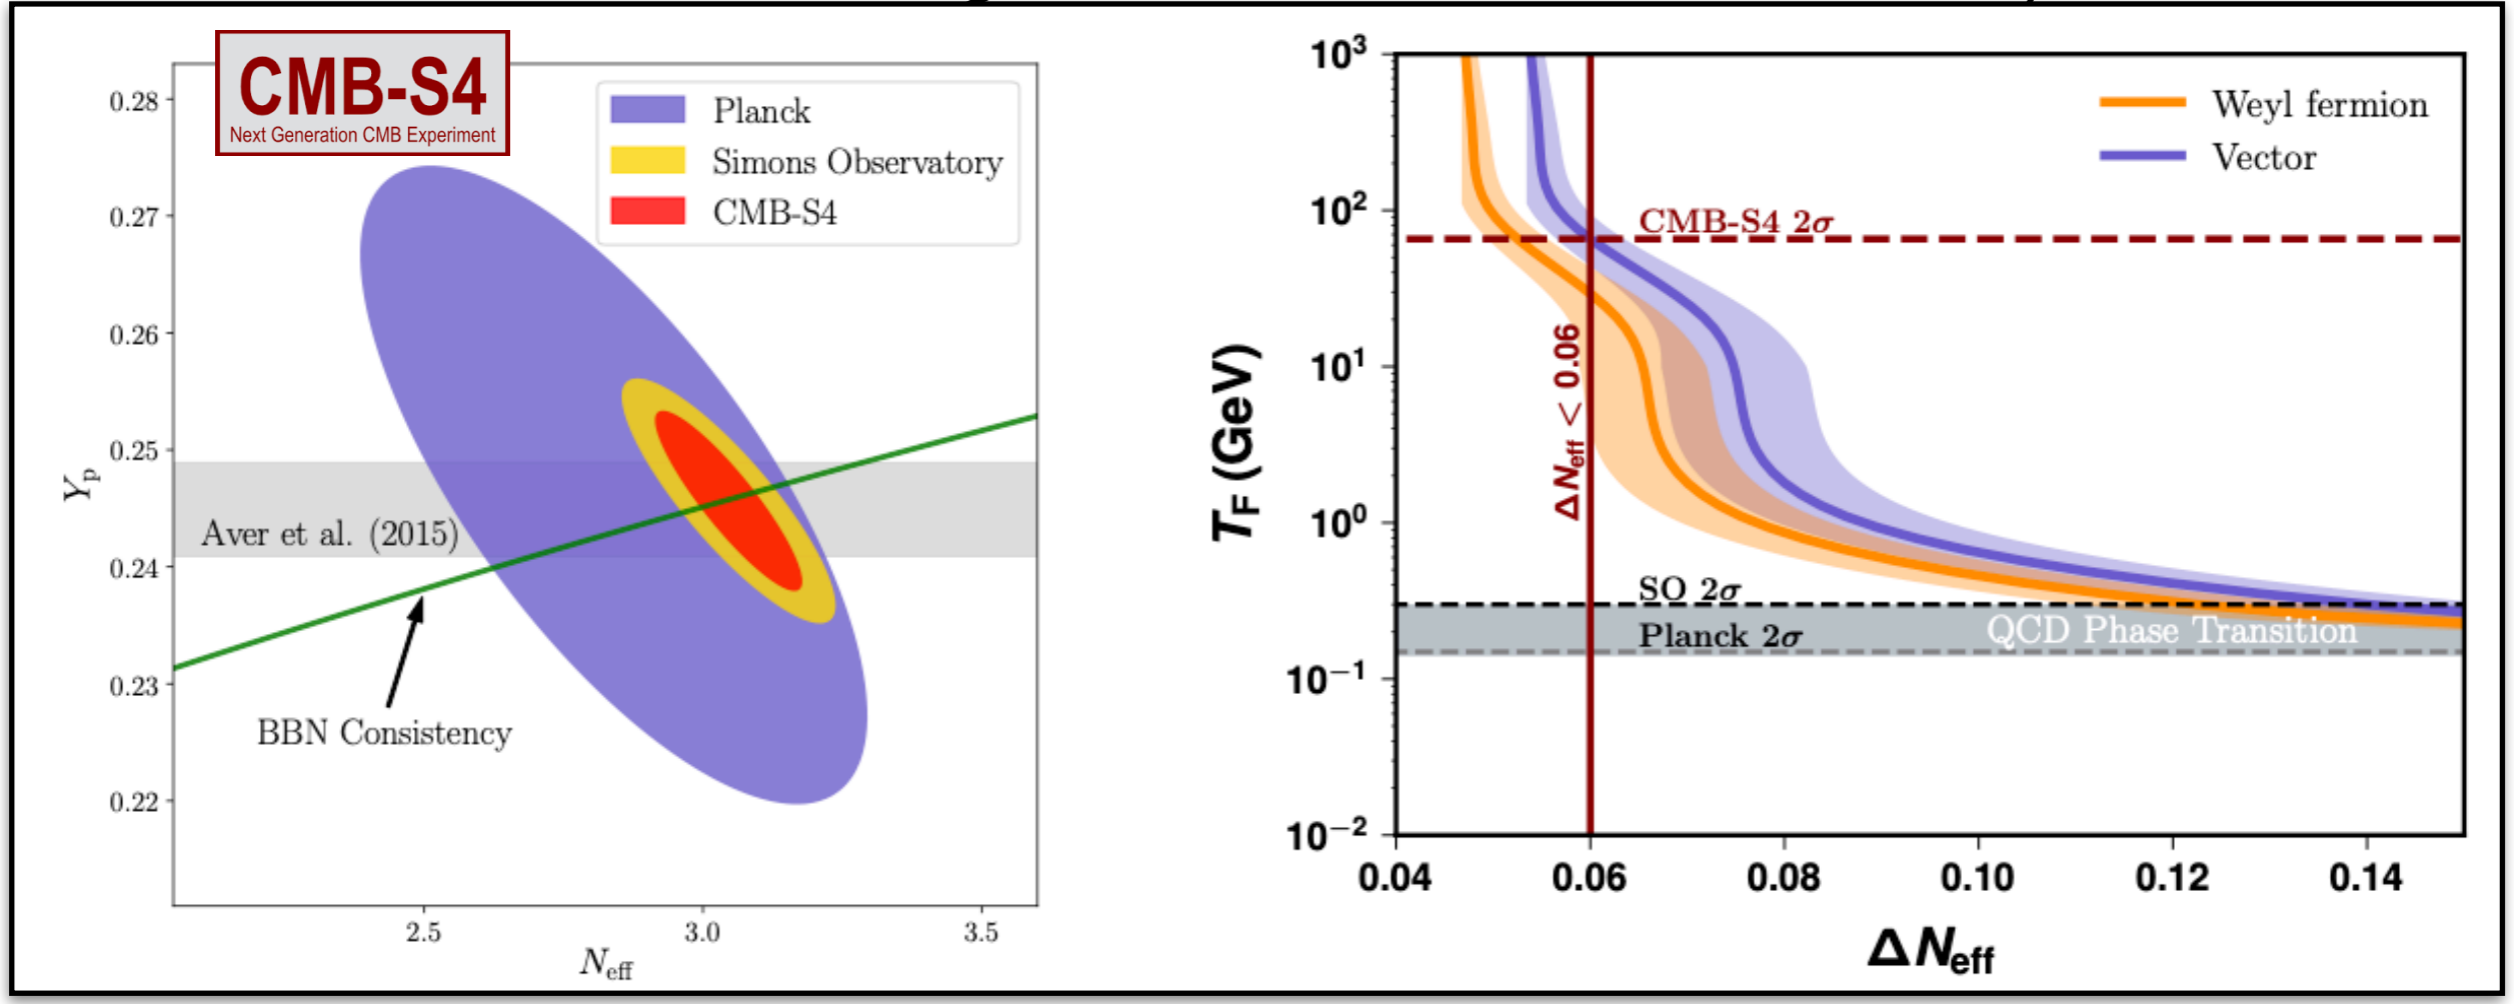 CMB-S4
Next Generation CMB Experiment
Planck
Simons Observatory
CMB-S4
0.28
0.27
0.26
0.25
0.24
0.23
0.22
Yp
Aver et al. (2015)
BBN Consistency
2.5 3.0 3.5
Neff
10³
10²
10¹
10⁰
10⁻¹
10⁻²
TF (GeV)
Weyl fermion
Vector
CMB-S4 2σ
ΔNeff < 0.06
SO 2σ
Planck 2σ
QCD Phase Transition
0.04 0.06 0.08 0.10 0.12 0.14
ΔNeff